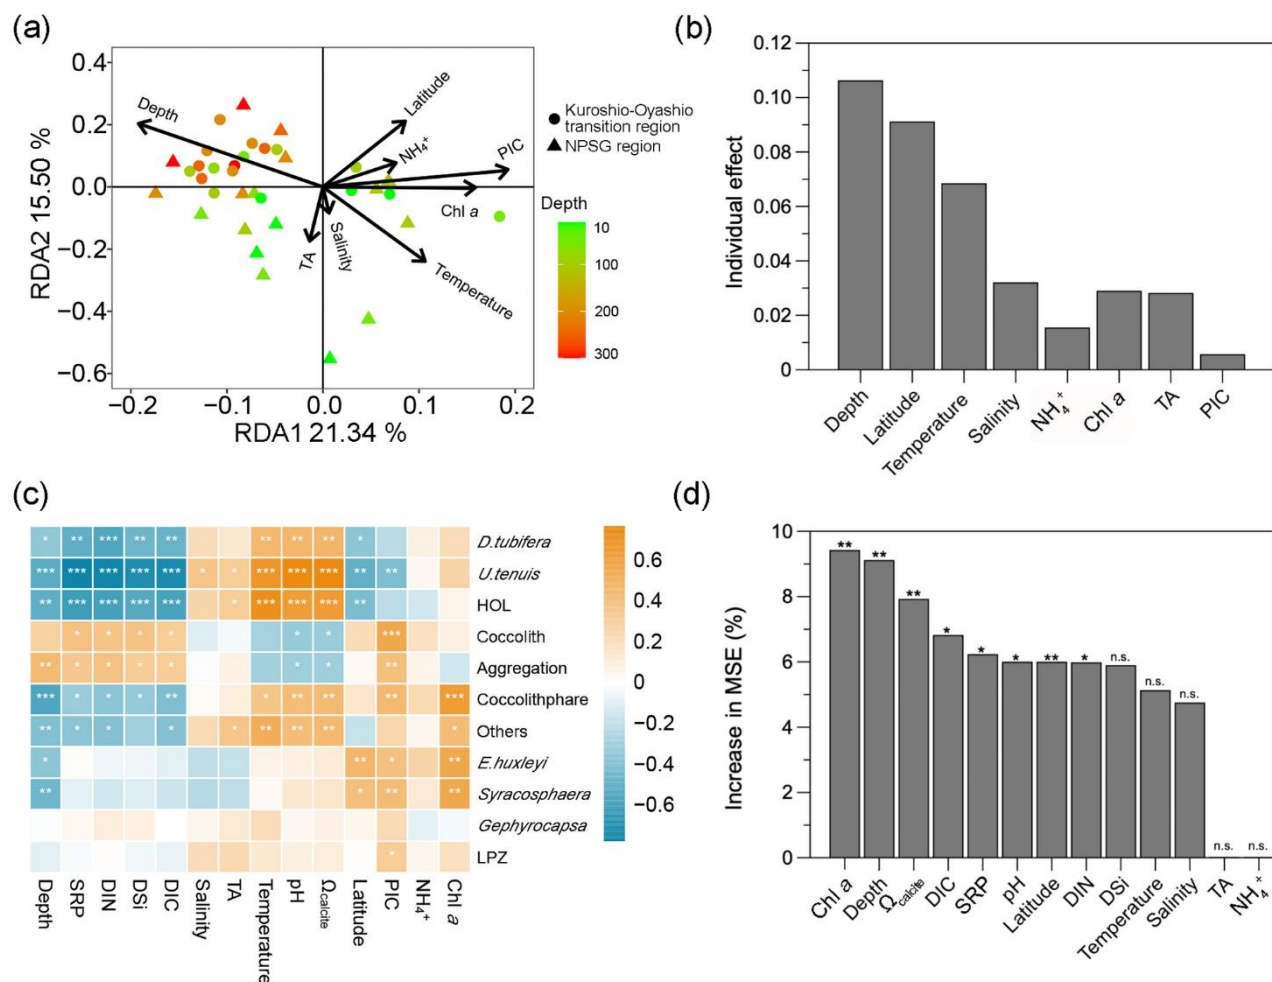 (a)
0.4
0.2
0.0
−0.2
−0.4
−0.6
RDA2 15.50 %
−0.2
−0.1
0.0
0.1
0.2
RDA1 21.34 %
Depth
Latitude
NH₄⁺
PIC
Chl a
Temperature
Salinity
TA
Kuroshio-Oyashio
transition region
NPSG region
Depth
10
100
200
300
(b)
0.12
0.10
0.08
0.06
0.04
0.02
0
Individual effect
Depth
Latitude
Temperature
Salinity
NH₄⁺
Chl a
TA
PIC
(c)
* ** *** ** ** ** ** ** * D.tubifera
*** *** *** *** *** * * *** *** *** ** ** U.tenuis
** *** *** *** *** * *** *** *** ** HOL
* * * * * * *** Coccolith
** * * * * * * ** Aggregation
*** * * * ** * ** ** ** *** Coccolithphare
** * * * * ** ** ** * Others
* ** * ** E.huxleyi
** * ** ** Syracosphaera
Gephyrocapsa
* LPZ
Depth
SRP
DIN
DSi
DIC
Salinity
TA
Temperature
pH
Ωcalcite
Latitude
PIC
NH₄⁺
Chl a
0.6
0.4
0.2
0
−0.2
−0.4
−0.6
(d)
10
8
6
4
2
0
Increase in MSE (%)
** ** ** * * * ** * n.s. n.s. n.s. n.s. n.s.
Chl a
Depth
Ωcalcite
DIC
SRP
pH
Latitude
DIN
DSi
Temperature
Salinity
TA
NH₄⁺